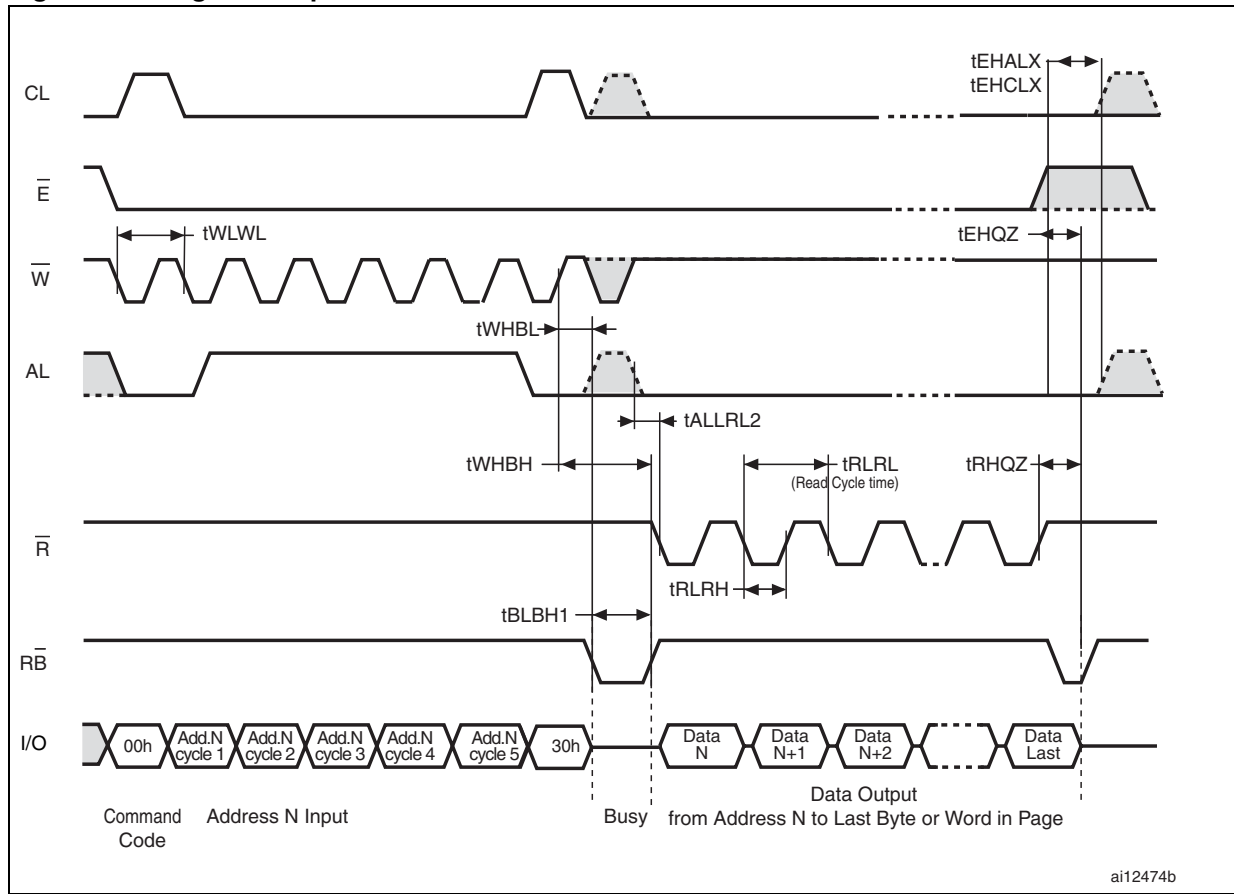 CL
tEHALX
tEHCLX
E
tWLWL
tEHQZ
W
tWHBL
AL
tALLRL2
tWHBH
tRLRL
(Read Cycle time)
tRHQZ
R
tRLRH
tBLBH1
RB
I/O
00h
Add.N cycle 1
Add.N cycle 2
Add.N cycle 3
Add.N cycle 4
Add.N cycle 5
30h
Data N
Data N+1
Data N+2
Data Last
Command Code
Address N Input
Busy
Data Output
from Address N to Last Byte or Word in Page
ai12474b